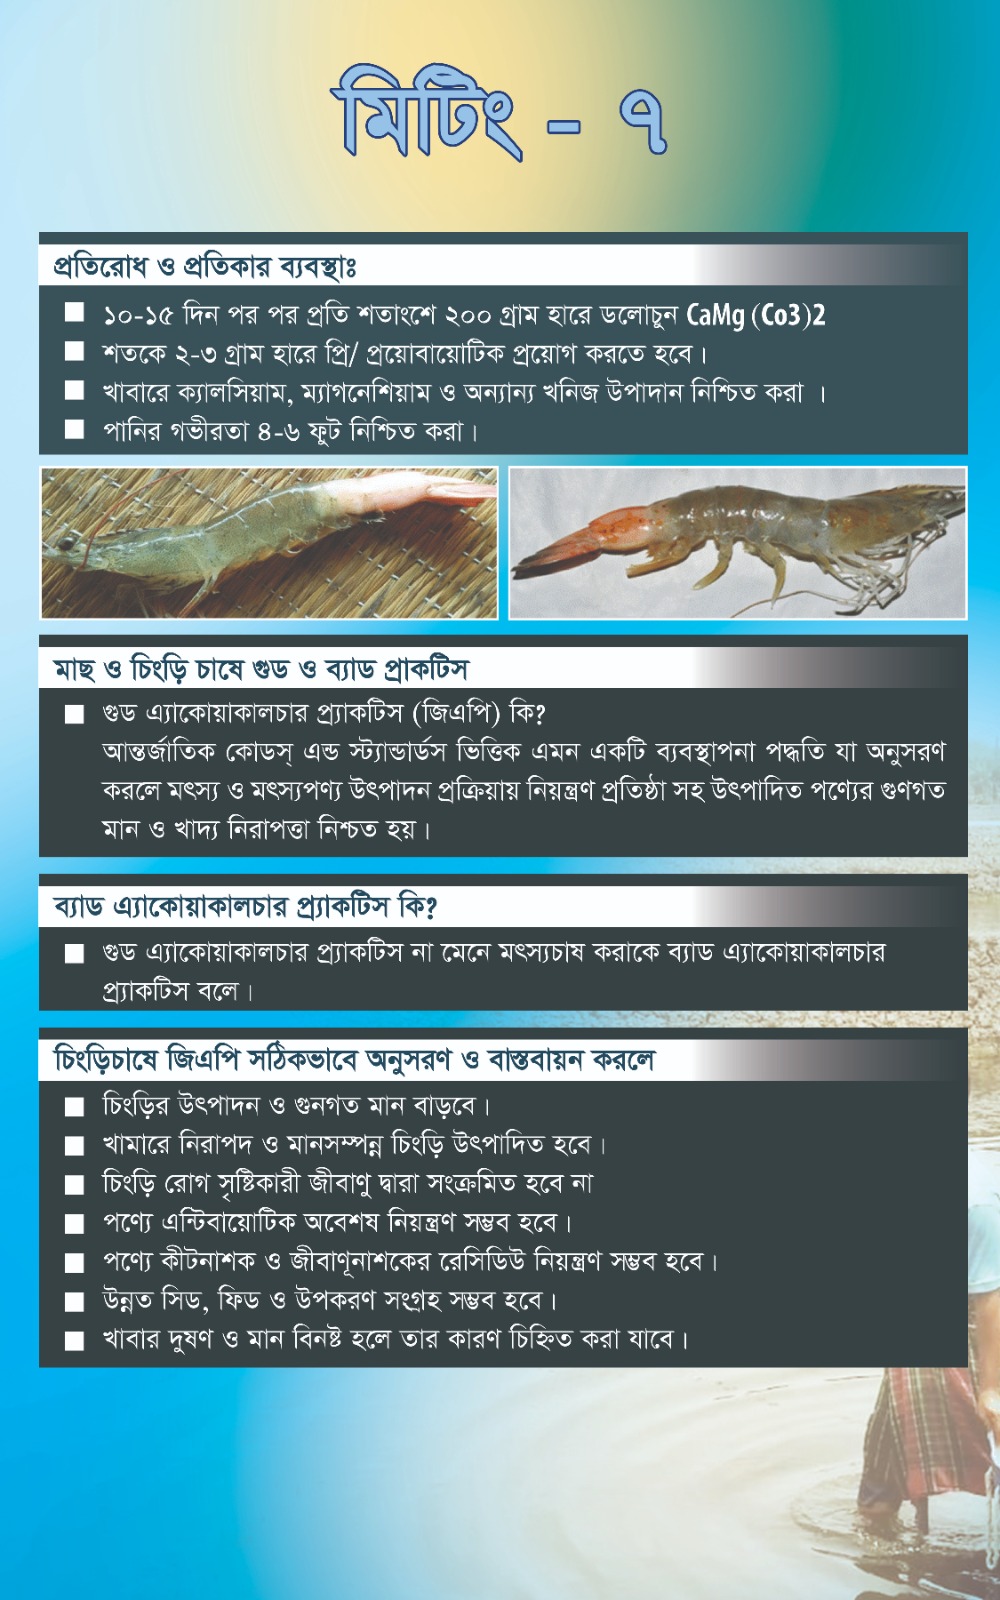 মিটিং - ৭
প্রতিরোধ ও প্রতিকার ব্যবস্থাঃ
১০-১৫ দিন পর পর প্রতি শতাংশে ২০০ গ্রাম হারে ডলোচুন CaMg (Co3)2
শতকে ২-৩ গ্রাম হারে প্রি/ প্রয়োবায়োটিক প্রয়োগ করতে হবে।
খাবারে ক্যালসিয়াম, ম্যাগনেশিয়াম ও অন্যান্য খনিজ উপাদান নিশ্চিত করা ।
পানির গভীরতা ৪-৬ ফুট নিশ্চিত করা।
মাছ ও চিংড়ি চাষে গুড ও ব্যাড প্রাকটিস
গুড এ্যাকোয়াকালচার প্র্যাকটিস (জিএপি) কি?
আন্তর্জাতিক কোডস্ এন্ড স্ট্যান্ডার্ডস ভিত্তিক এমন একটি ব্যবস্থাপনা পদ্ধতি যা অনুসরণ
করলে মৎস্য ও মৎস্যপণ্য উৎপাদন প্রক্রিয়ায় নিয়ন্ত্রণ প্রতিষ্ঠা সহ উৎপাদিত পণ্যের গুণগত
মান ও খাদ্য নিরাপত্তা নিশ্চত হয়।
ব্যাড এ্যাকোয়াকালচার প্র্যাকটিস কি?
গুড এ্যাকোয়াকালচার প্র্যাকটিস না মেনে মৎস্যচাষ করাকে ব্যাড এ্যাকোয়াকালচার
প্র্যাকটিস বলে।
চিংড়িচাষে জিএপি সঠিকভাবে অনুসরণ ও বাস্তবায়ন করলে
চিংড়ির উৎপাদন ও গুনগত মান বাড়বে।
খামারে নিরাপদ ও মানসম্পন্ন চিংড়ি উৎপাদিত হবে।
চিংড়ি রোগ সৃষ্টিকারী জীবাণু দ্বারা সংক্রমিত হবে না
পণ্যে এন্টিবায়োটিক অবেশষ নিয়ন্ত্রণ সম্ভব হবে।
পণ্যে কীটনাশক ও জীবাণূনাশকের রেসিডিউ নিয়ন্ত্রণ সম্ভব হবে।
উন্নত সিড, ফিড ও উপকরণ সংগ্রহ সম্ভব হবে।
খাবার দুষণ ও মান বিনষ্ট হলে তার কারণ চিহ্নিত করা যাবে।